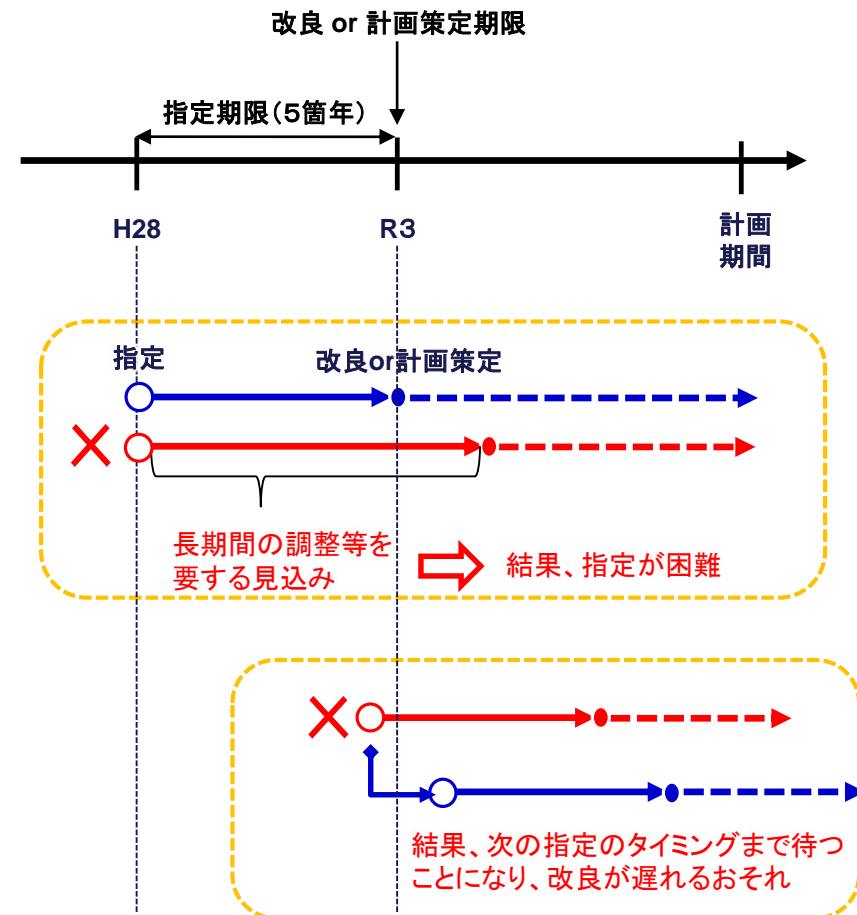 改良 or 計画策定期限
指定期限(5箇年)
H28
R3
計画
期間
指定
改良or計画策定
長期間の調整等を
要する見込み
結果、指定が困難
結果、次の指定のタイミングまで待つ
ことになり、改良が遅れるおそれ